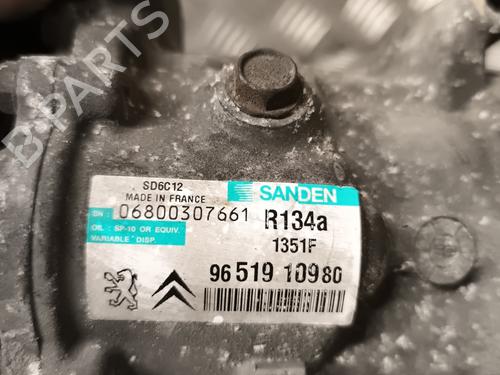 B-PARTS
SD6C12
MADE IN FRANCE
SANDEN
SN : 06800307661
R134a
OIL : SP-10 OR EQUIV.
VARIABLE DISP.
1351F
96 519 109 80